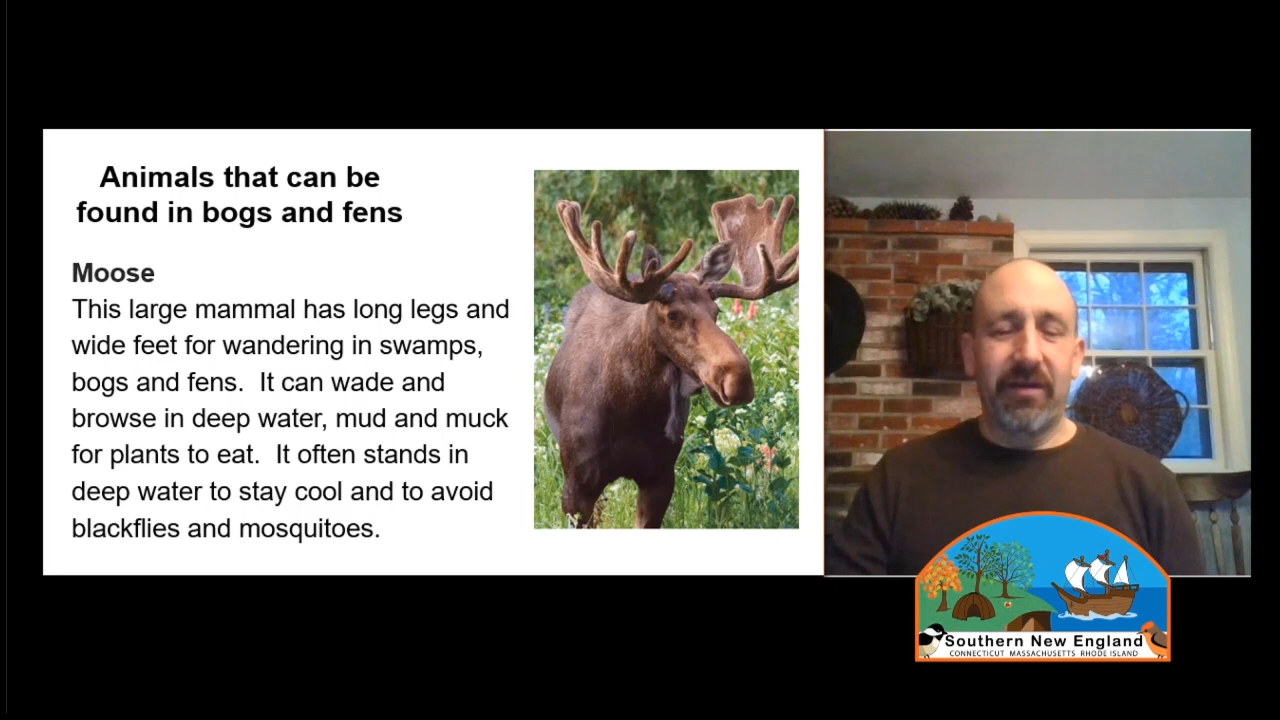 Animals that can be
found in bogs and fens
Moose
This large mammal has long legs and
wide feet for wandering in swamps,
bogs and fens.  It can wade and
browse in deep water, mud and muck
for plants to eat.  It often stands in
deep water to stay cool and to avoid
blackflies and mosquitoes.
Southern New England
CONNECTICUT MASSACHUSETTS RHODE ISLAND